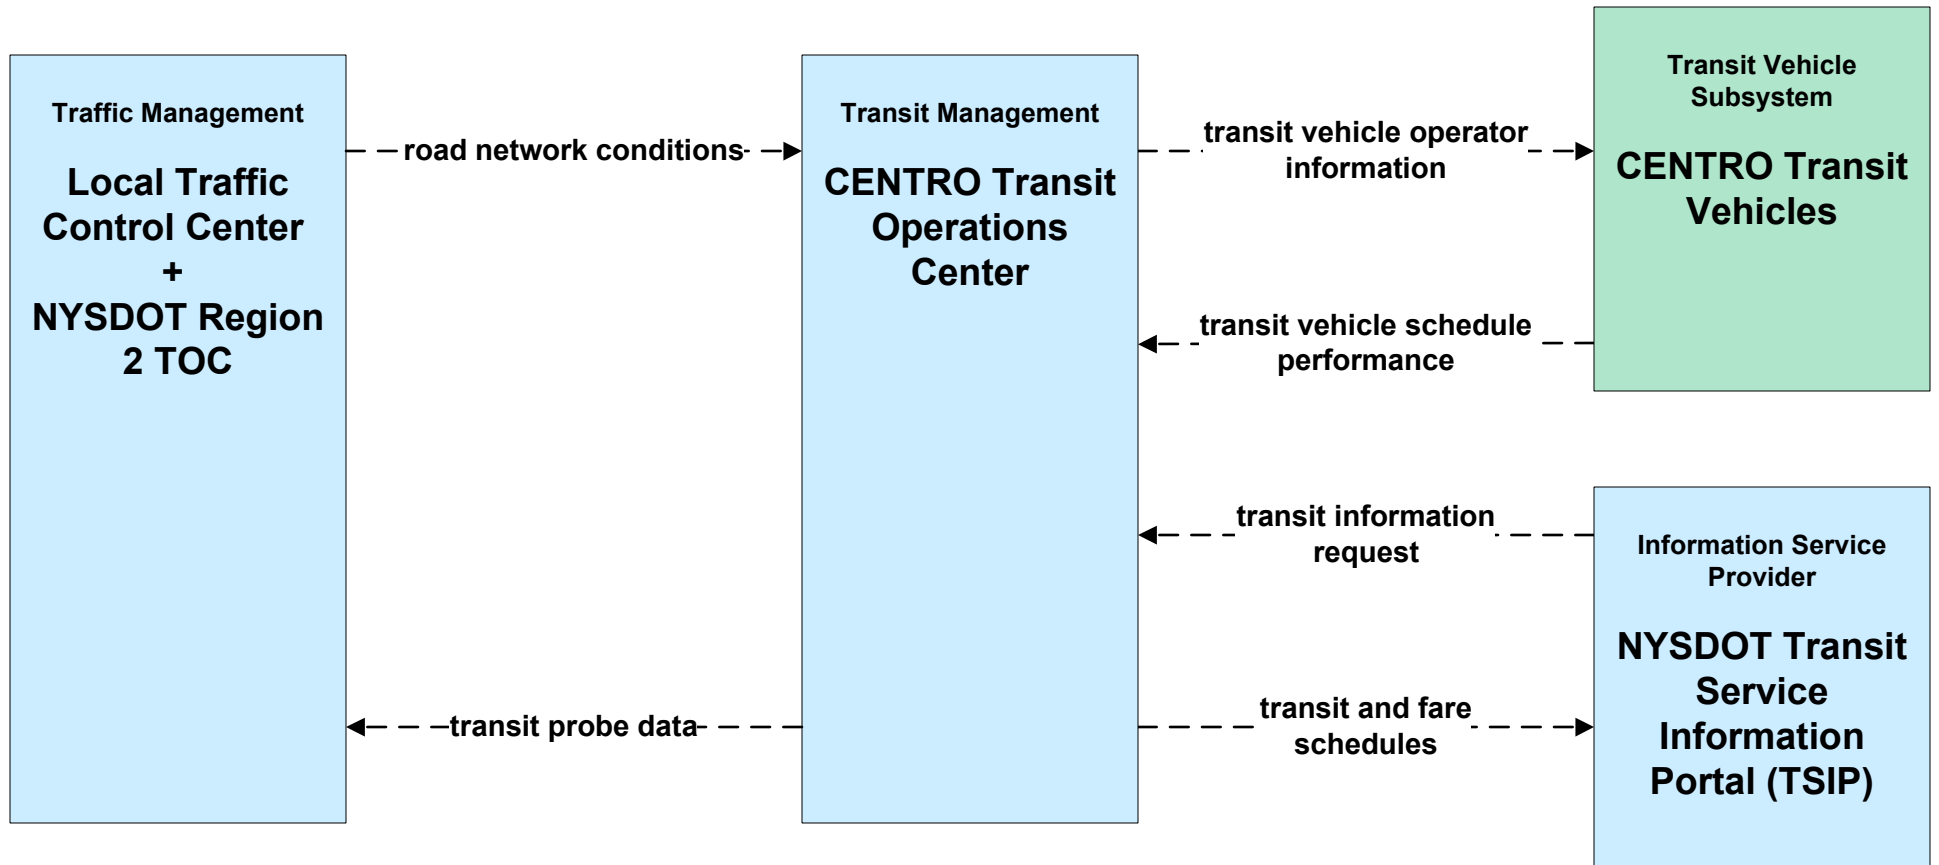 Traffic Management
Local Traffic
Control Center
+
NYSDOT Region
2 TOC
road network conditions
transit probe data
Transit Management
CENTRO Transit
Operations
Center
transit vehicle operator
information
transit vehicle schedule
performance
transit information
request
transit and fare
schedules
Transit Vehicle
Subsystem
CENTRO Transit
Vehicles
Information Service
Provider
NYSDOT Transit
Service
Information
Portal (TSIP)